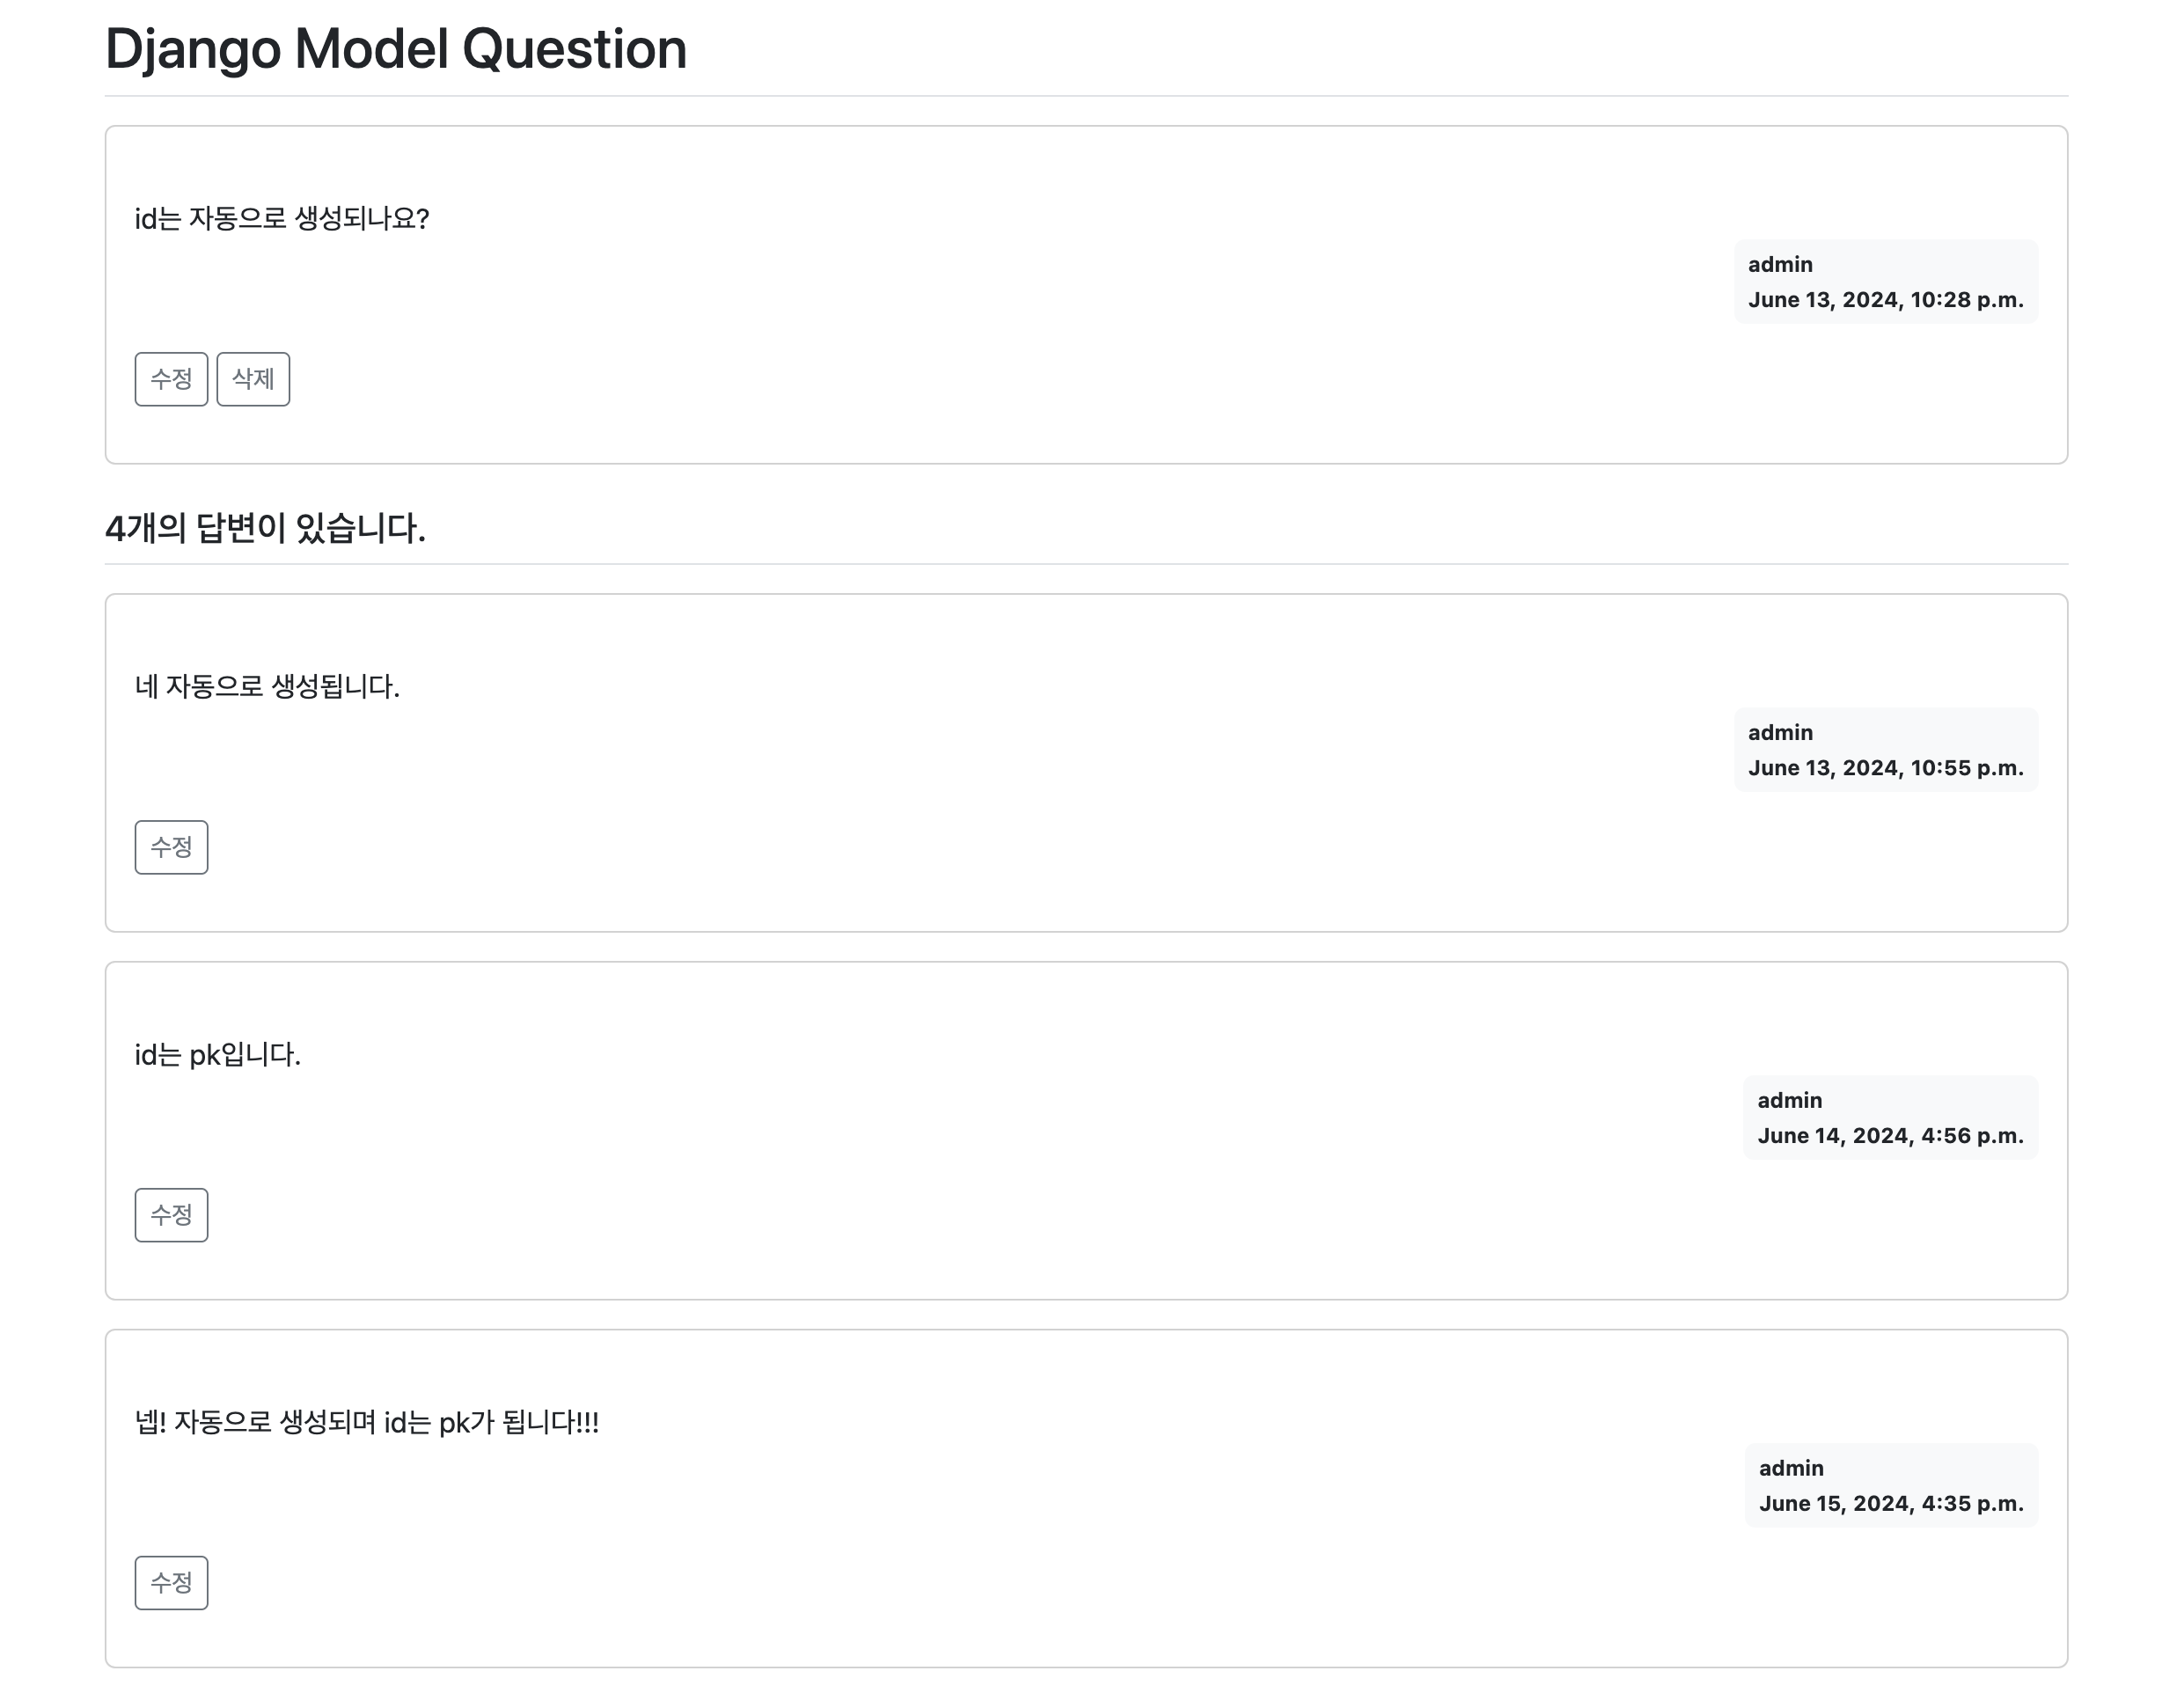 Django Model Question
id는 자동으로 생성되나요?
admin
June 13, 2024, 10:28 p.m.
수정 삭제
4개의 답변이 있습니다.
네 자동으로 생성됩니다.
admin
June 13, 2024, 10:55 p.m.
수정
id는 pk입니다.
admin
June 14, 2024, 4:56 p.m.
수정
넵! 자동으로 생성되며 id는 pk가 됩니다!!!
admin
June 15, 2024, 4:35 p.m.
수정